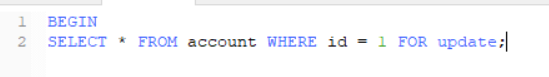 1 BEGIN
2 SELECT * FROM account WHERE id = 1 FOR update;